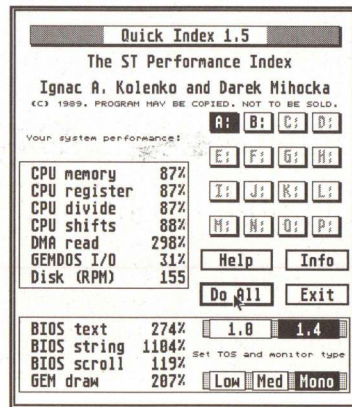 Quick Index 1.5
The ST Performance Index
Ignac A. Kolenko and Darek Mihocka
(C) 1989. PROGRAM MAY BE COPIED. NOT TO BE SOLD.
A: B: C: D:
Your system performance:
E: F: G: H:
I: J: K: L:
M: N: O: P:
CPU memory 87%
CPU register 87%
CPU divide 87%
CPU shifts 88%
DMA read 298%
GEMDOS I/O 31%
Disk (RPM) 155
Help Info
Do All Exit
BIOS text 274%
BIOS string 1104%
BIOS scroll 119%
GEM draw 207%
1.0 1.4
Set TOS and monitor type
Low Med Mono